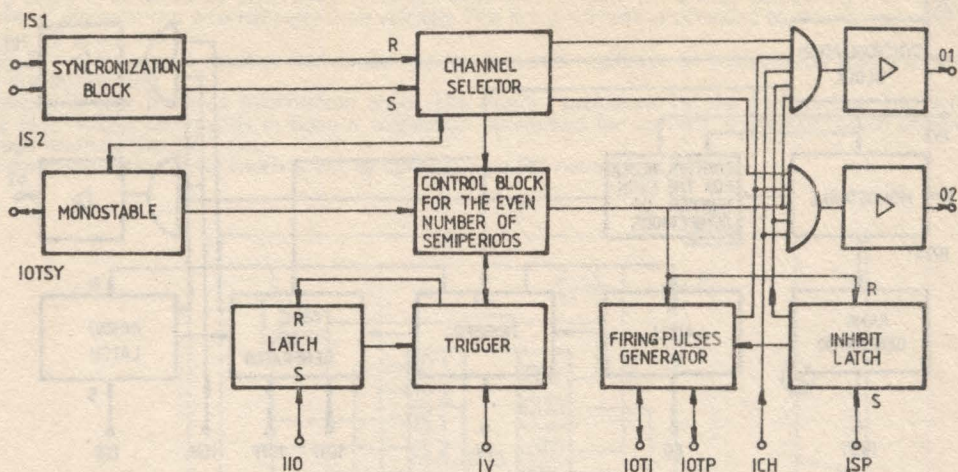 IS1
SYNCRONIZATION
BLOCK
IS2
R
S
CHANNEL
SELECTOR
01
MONOSTABLE
IOTSY
CONTROL BLOCK
FOR THE EVEN
NUMBER OF
SEMIPERIODS
02
R
LATCH
S
TRIGGER
FIRING PULSES
GENERATOR
R
INHIBIT
LATCH
S
IIO
IV
IOTI
IOTP
ICH
ISP